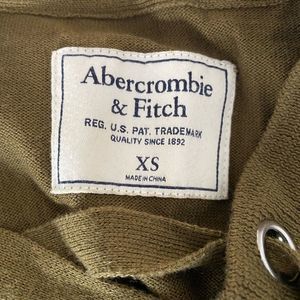 Abercrombie
& Fitch
REG. U.S. PAT. TRADEMARK
QUALITY SINCE 1892
XS
MADE IN CHINA